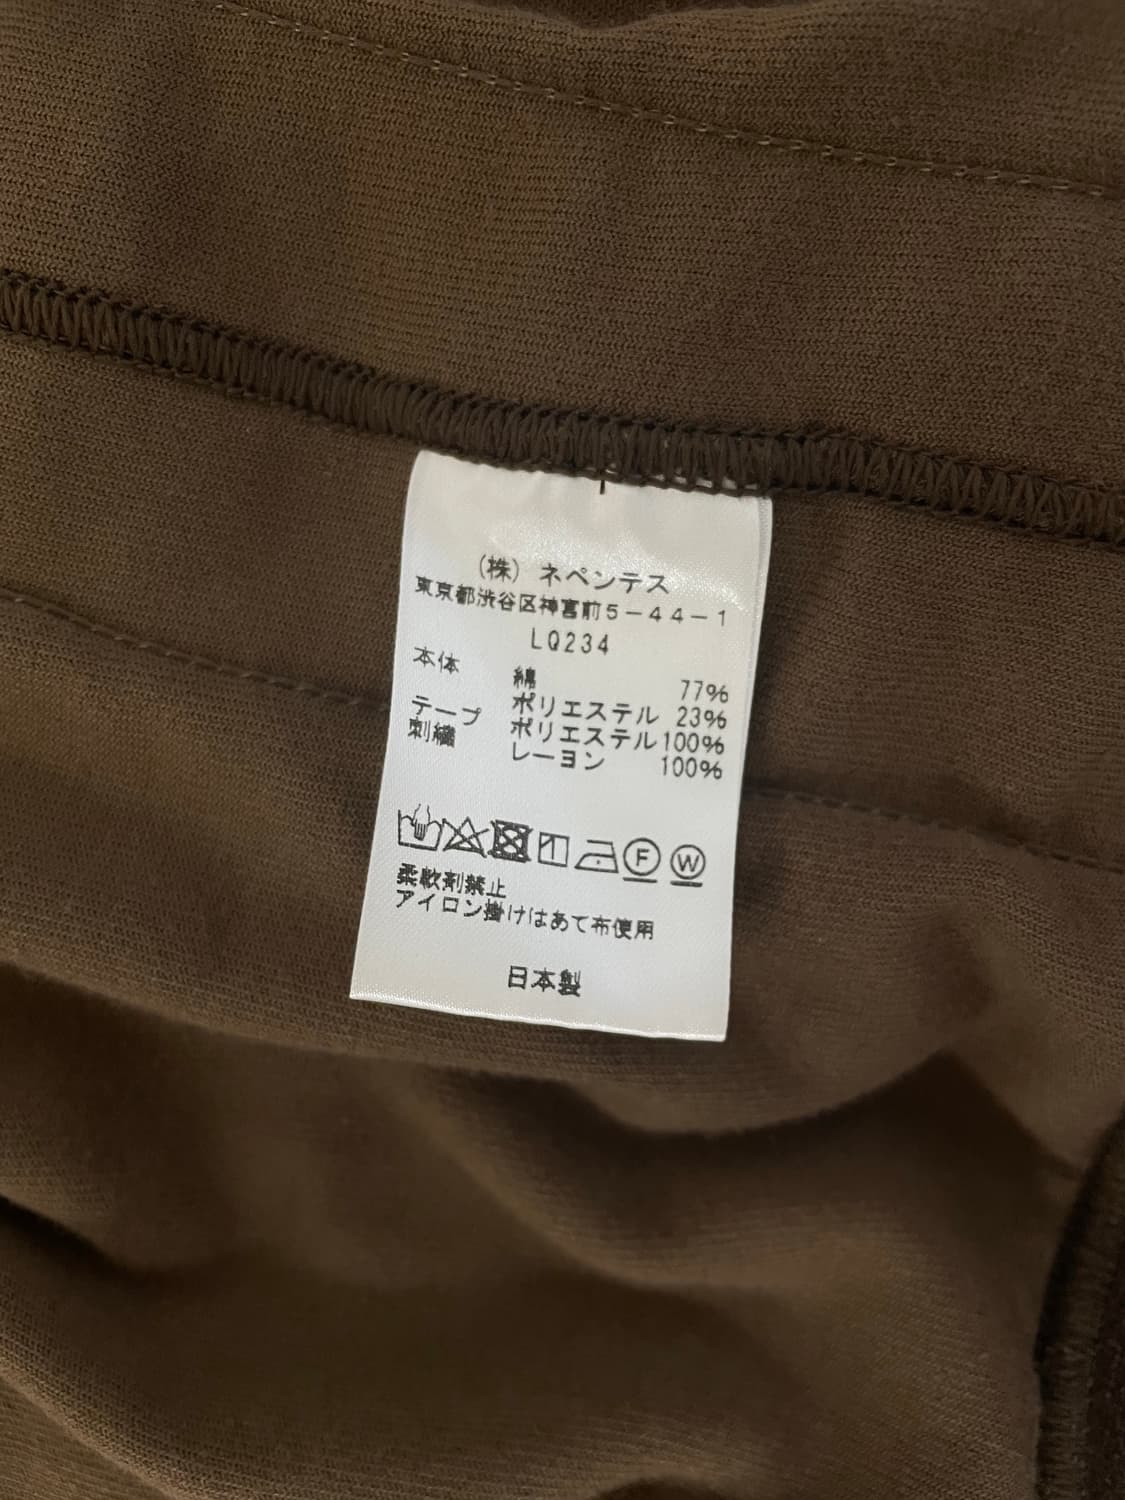 (株) ネペンテス
東京都渋谷区神宮前5-44-1
LQ234
本体 綿 77%
ポリエステル 23%
テープ ポリエステル 100%
刺繍 レーヨン 100%
F W
柔軟剤禁止
アイロン掛けはあて布使用
日本製